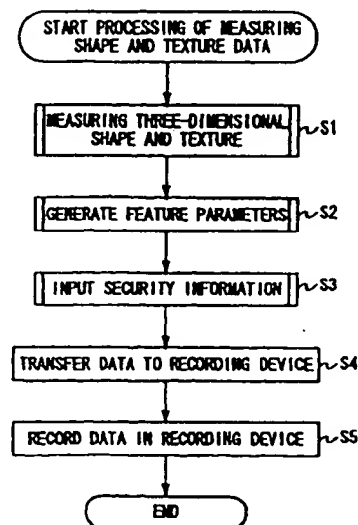 START PROCESSING OF MEASURING
SHAPE AND TEXTURE DATA
MEASURING THREE-DIMENSIONAL
SHAPE AND TEXTURE
S1
GENERATE FEATURE PARAMETERS
S2
INPUT SECURITY INFORMATION
S3
TRANSFER DATA TO RECORDING DEVICE
S4
RECORD DATA IN RECORDING DEVICE
S5
END